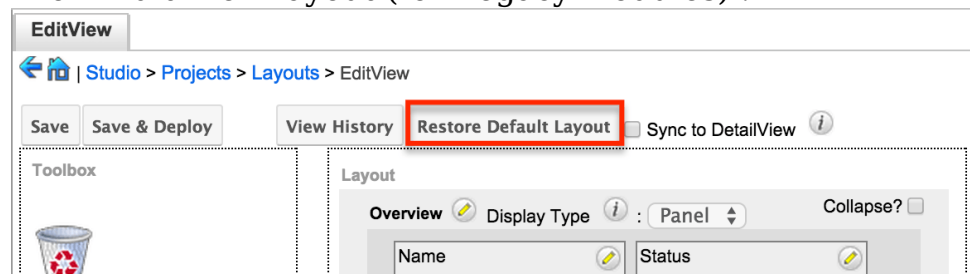 EditView
| Studio > Projects > Layouts > EditView
Save Save & Deploy View History Restore Default Layout Sync to DetailView i
Toolbox Layout
Overview Display Type i : Panel Collapse?
Name Status